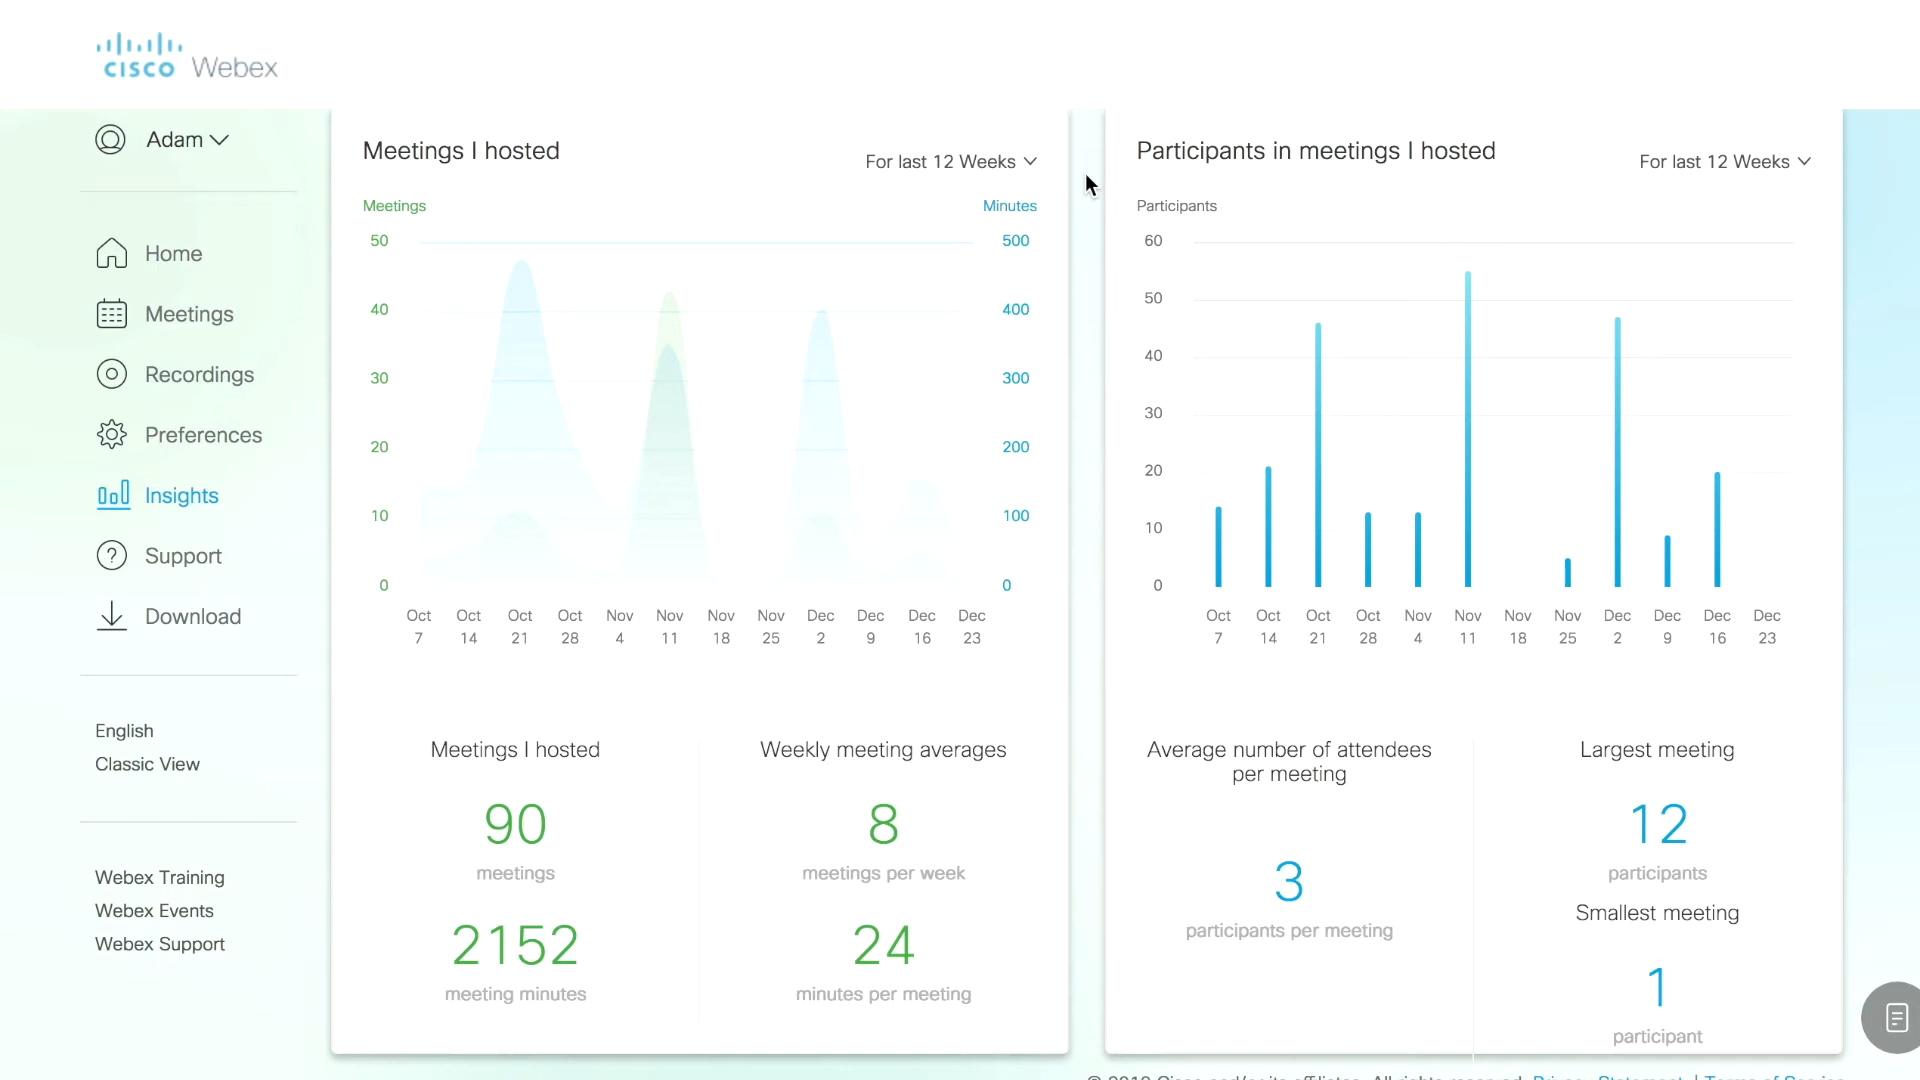 CISCO Webex
Adam
Home
Meetings
Recordings
Preferences
Insights
Support
Download
English
Classic View
Webex Training
Webex Events
Webex Support
Meetings I hosted
For last 12 Weeks
Meetings
Minutes
50
40
30
20
10
0
500
400
300
200
100
0
Oct 7
Oct 14
Oct 21
Oct 28
Nov 4
Nov 11
Nov 18
Nov 25
Dec 2
Dec 9
Dec 16
Dec 23
Meetings I hosted
90
meetings
2152
meeting minutes
Weekly meeting averages
8
meetings per week
24
minutes per meeting
Participants in meetings I hosted
For last 12 Weeks
Participants
60
50
40
30
20
10
0
Oct 7
Oct 14
Oct 21
Oct 28
Nov 4
Nov 11
Nov 18
Nov 25
Dec 2
Dec 9
Dec 16
Dec 23
Average number of attendees
per meeting
3
participants per meeting
Largest meeting
12
participants
Smallest meeting
1
participant